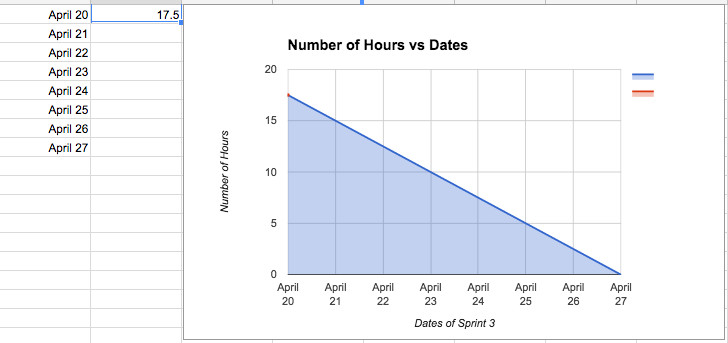 April 20 17.5
April 21
April 22
April 23
April 24
April 25
April 26
April 27
Number of Hours vs Dates
20
15
10
5
0
Number of Hours
April 20
April 21
April 22
April 23
April 24
April 25
April 26
April 27
Dates of Sprint 3